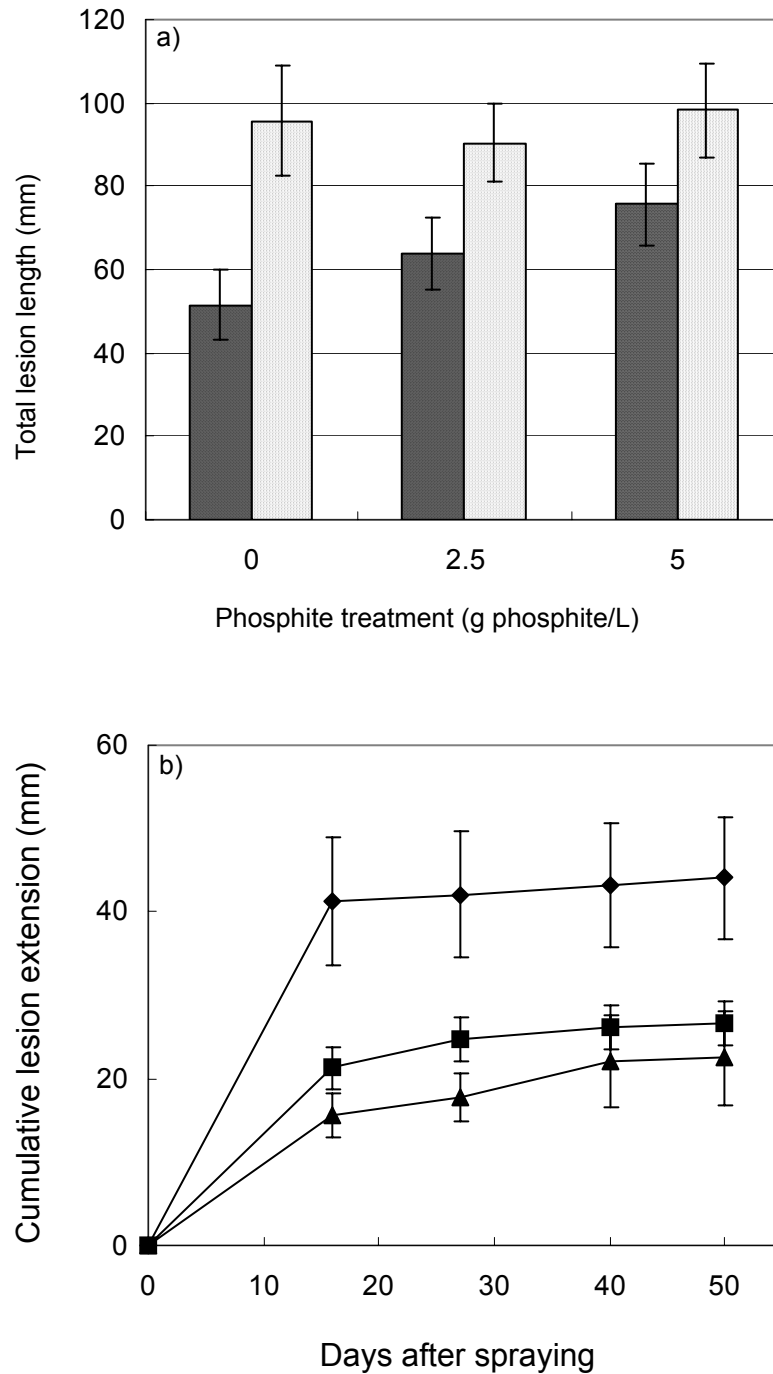 a)
Total lesion length (mm)
120
100
80
60
40
20
0
0 2.5 5
Phosphite treatment (g phosphite/L)
b)
Cumulative lesion extension (mm)
60
40
20
0
0 10 20 30 40 50
Days after spraying